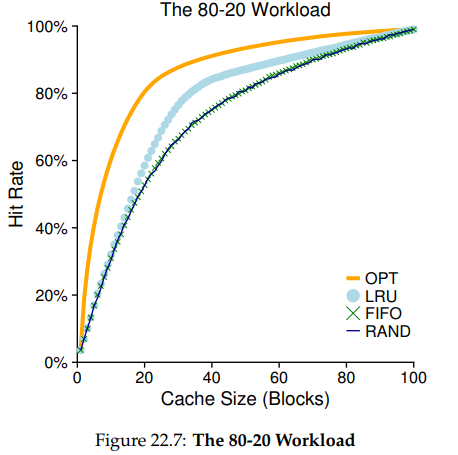 The 80-20 Workload
100%
80%
60%
40%
20%
0%
Hit Rate
OPT
LRU
FIFO
RAND
0 20 40 60 80 100
Cache Size (Blocks)
Figure 22.7: The 80-20 Workload